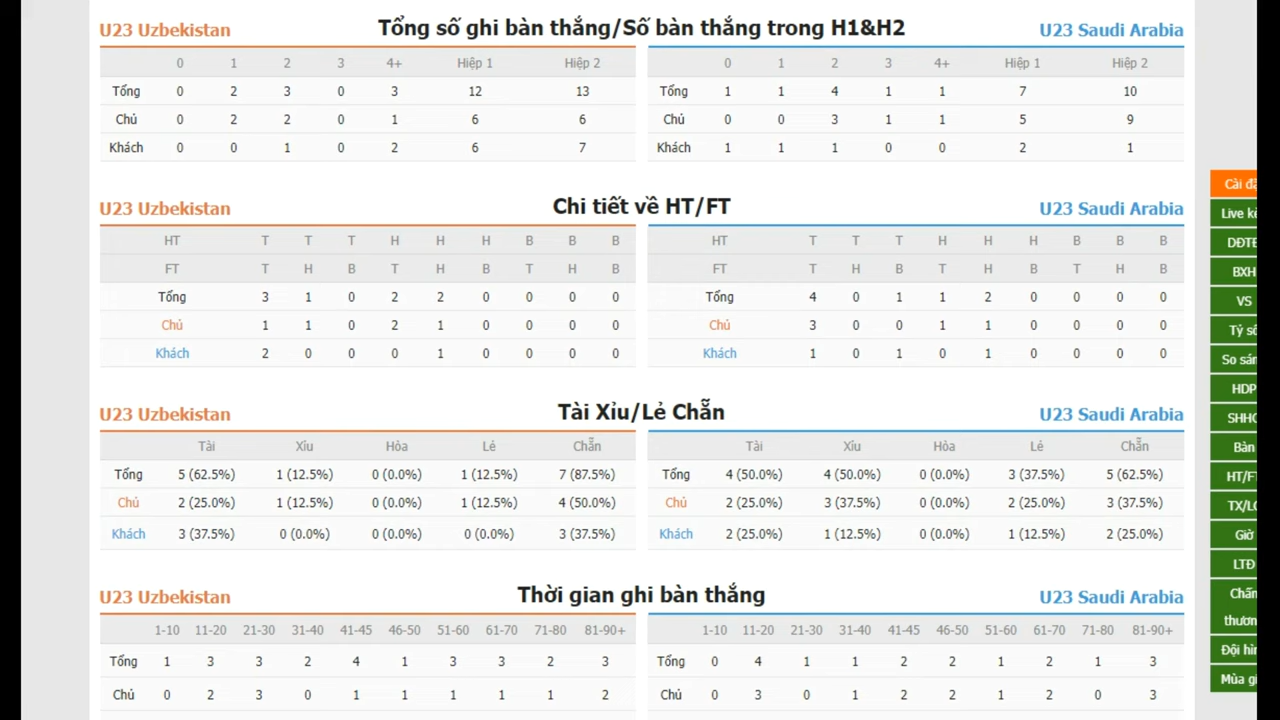 U23 Uzbekistan Tổng số ghi bàn thắng/Số bàn thắng trong H1&H2 U23 Saudi Arabia
0 1 2 3 4+ Hiệp 1 Hiệp 2 0 1 2 3 4+ Hiệp 1 Hiệp 2
Tổng 0 2 3 0 3 12 13 Tổng 1 1 4 1 1 7 10
Chủ 0 2 2 0 1 6 6 Chủ 0 0 3 1 1 5 9
Khách 0 0 1 0 2 6 7 Khách 1 1 1 0 0 2 1
U23 Uzbekistan Chi tiết về HT/FT U23 Saudi Arabia
HT T T T H H H B B B HT T T T H H H B B B
FT T H B T H B T H B FT T H B T H B T H B
Tổng 3 1 0 2 2 0 0 0 0 Tổng 4 0 1 1 2 0 0 0 0
Chủ 1 1 0 2 1 0 0 0 0 Chủ 3 0 0 1 1 0 0 0 0
Khách 2 0 0 0 1 0 0 0 0 Khách 1 0 1 0 1 0 0 0 0
U23 Uzbekistan Tài Xỉu/Lẻ Chẵn U23 Saudi Arabia
Tài Xỉu Hòa Lẻ Chẵn Tài Xỉu Hòa Lẻ Chẵn
Tổng 5 (62.5%) 1 (12.5%) 0 (0.0%) 1 (12.5%) 7 (87.5%) Tổng 4 (50.0%) 4 (50.0%) 0 (0.0%) 3 (37.5%) 5 (62.5%)
Chủ 2 (25.0%) 1 (12.5%) 0 (0.0%) 1 (12.5%) 4 (50.0%) Chủ 2 (25.0%) 3 (37.5%) 0 (0.0%) 2 (25.0%) 3 (37.5%)
Khách 3 (37.5%) 0 (0.0%) 0 (0.0%) 0 (0.0%) 3 (37.5%) Khách 2 (25.0%) 1 (12.5%) 0 (0.0%) 1 (12.5%) 2 (25.0%)
U23 Uzbekistan Thời gian ghi bàn thắng U23 Saudi Arabia
1-10 11-20 21-30 31-40 41-45 46-50 51-60 61-70 71-80 81-90+ 1-10 11-20 21-30 31-40 41-45 46-50 51-60 61-70 71-80 81-90+
Tổng 1 3 3 2 4 1 3 3 2 3 Tổng 0 4 1 1 2 2 1 2 1 3
Chủ 0 2 3 0 1 1 1 1 1 2 Chủ 0 3 0 1 2 2 1 2 0 3
Cài
Live
BXH
VS
Tỷ
So
HDP
Bàn
Giờ
LTĐ
Đội
Mùa